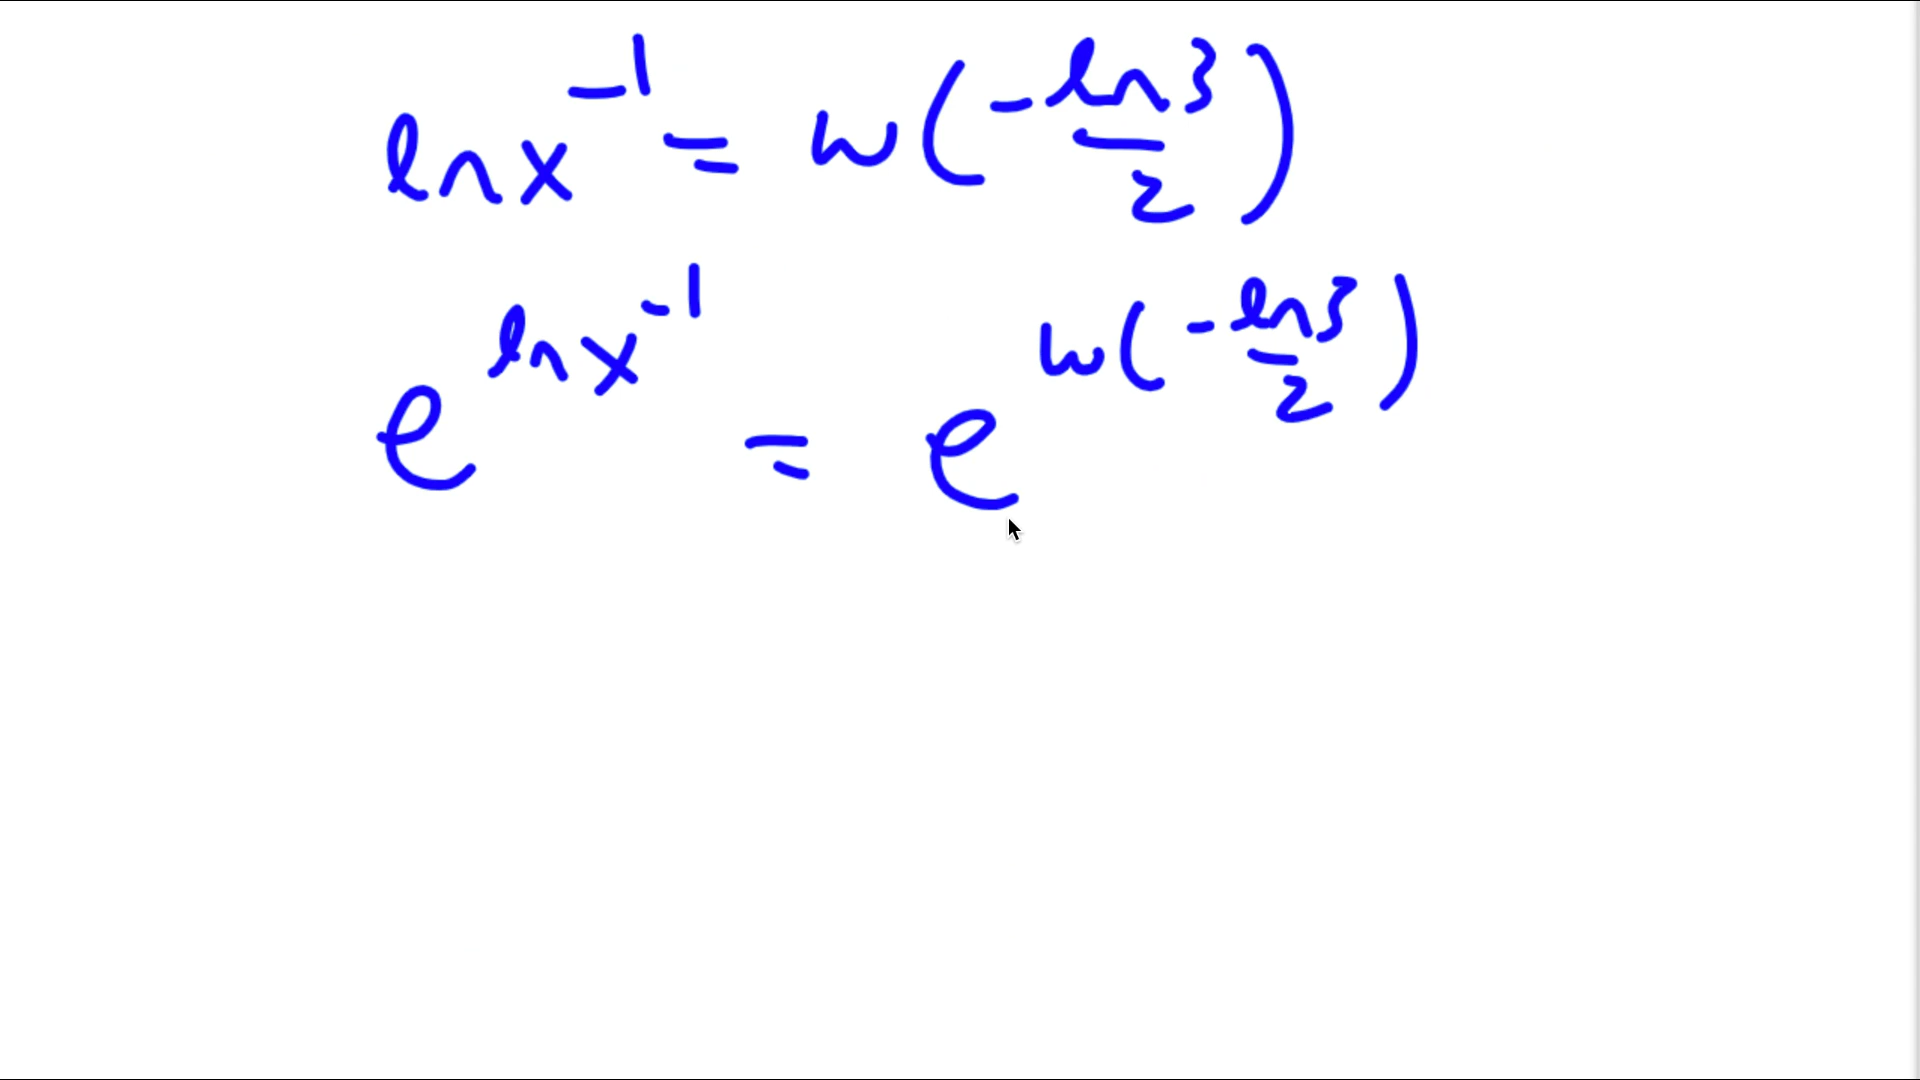 ln x⁻¹ = w(-ln3/2)
e^(ln x⁻¹) = e^(w(-ln3/2))